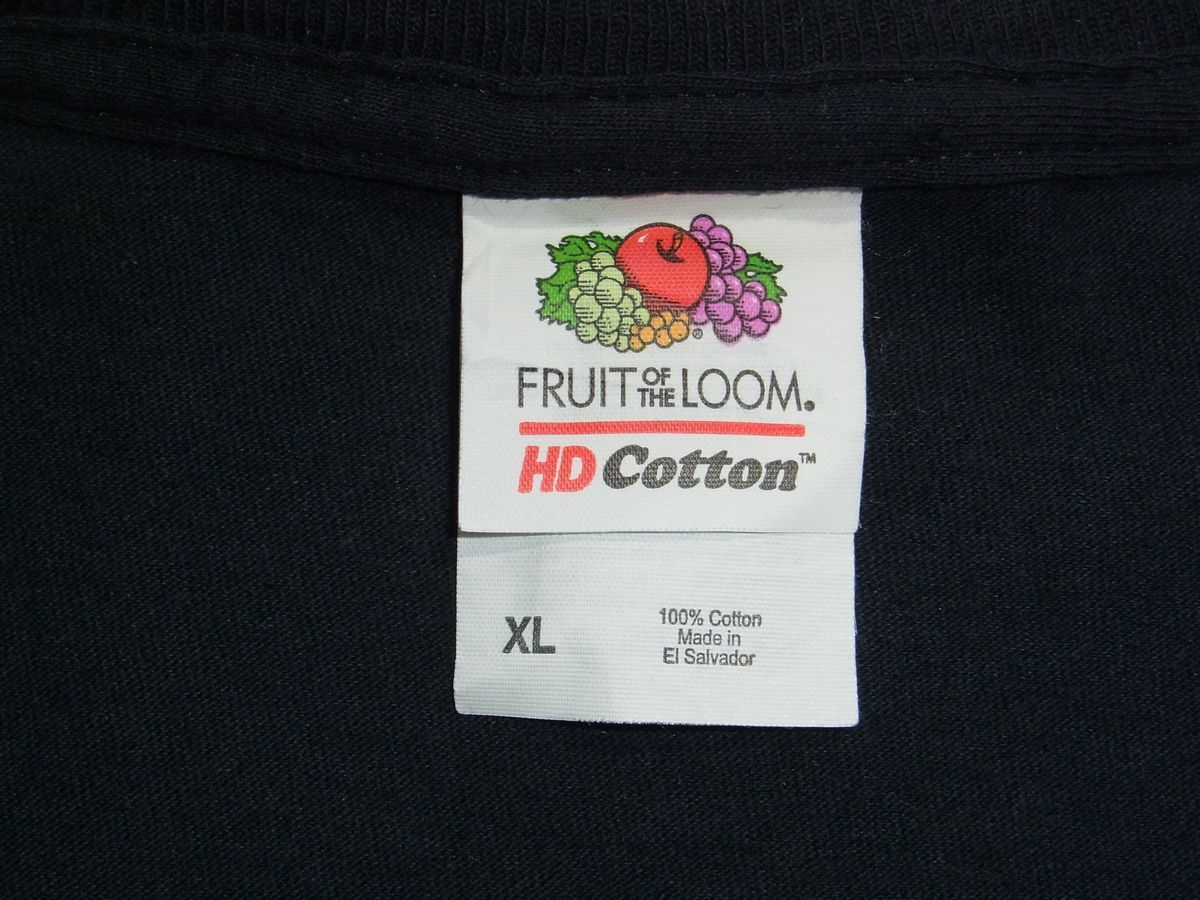 ®
FRUIT OF THE LOOM®
HD Cotton™
XL
100% Cotton
Made in
El Salvador